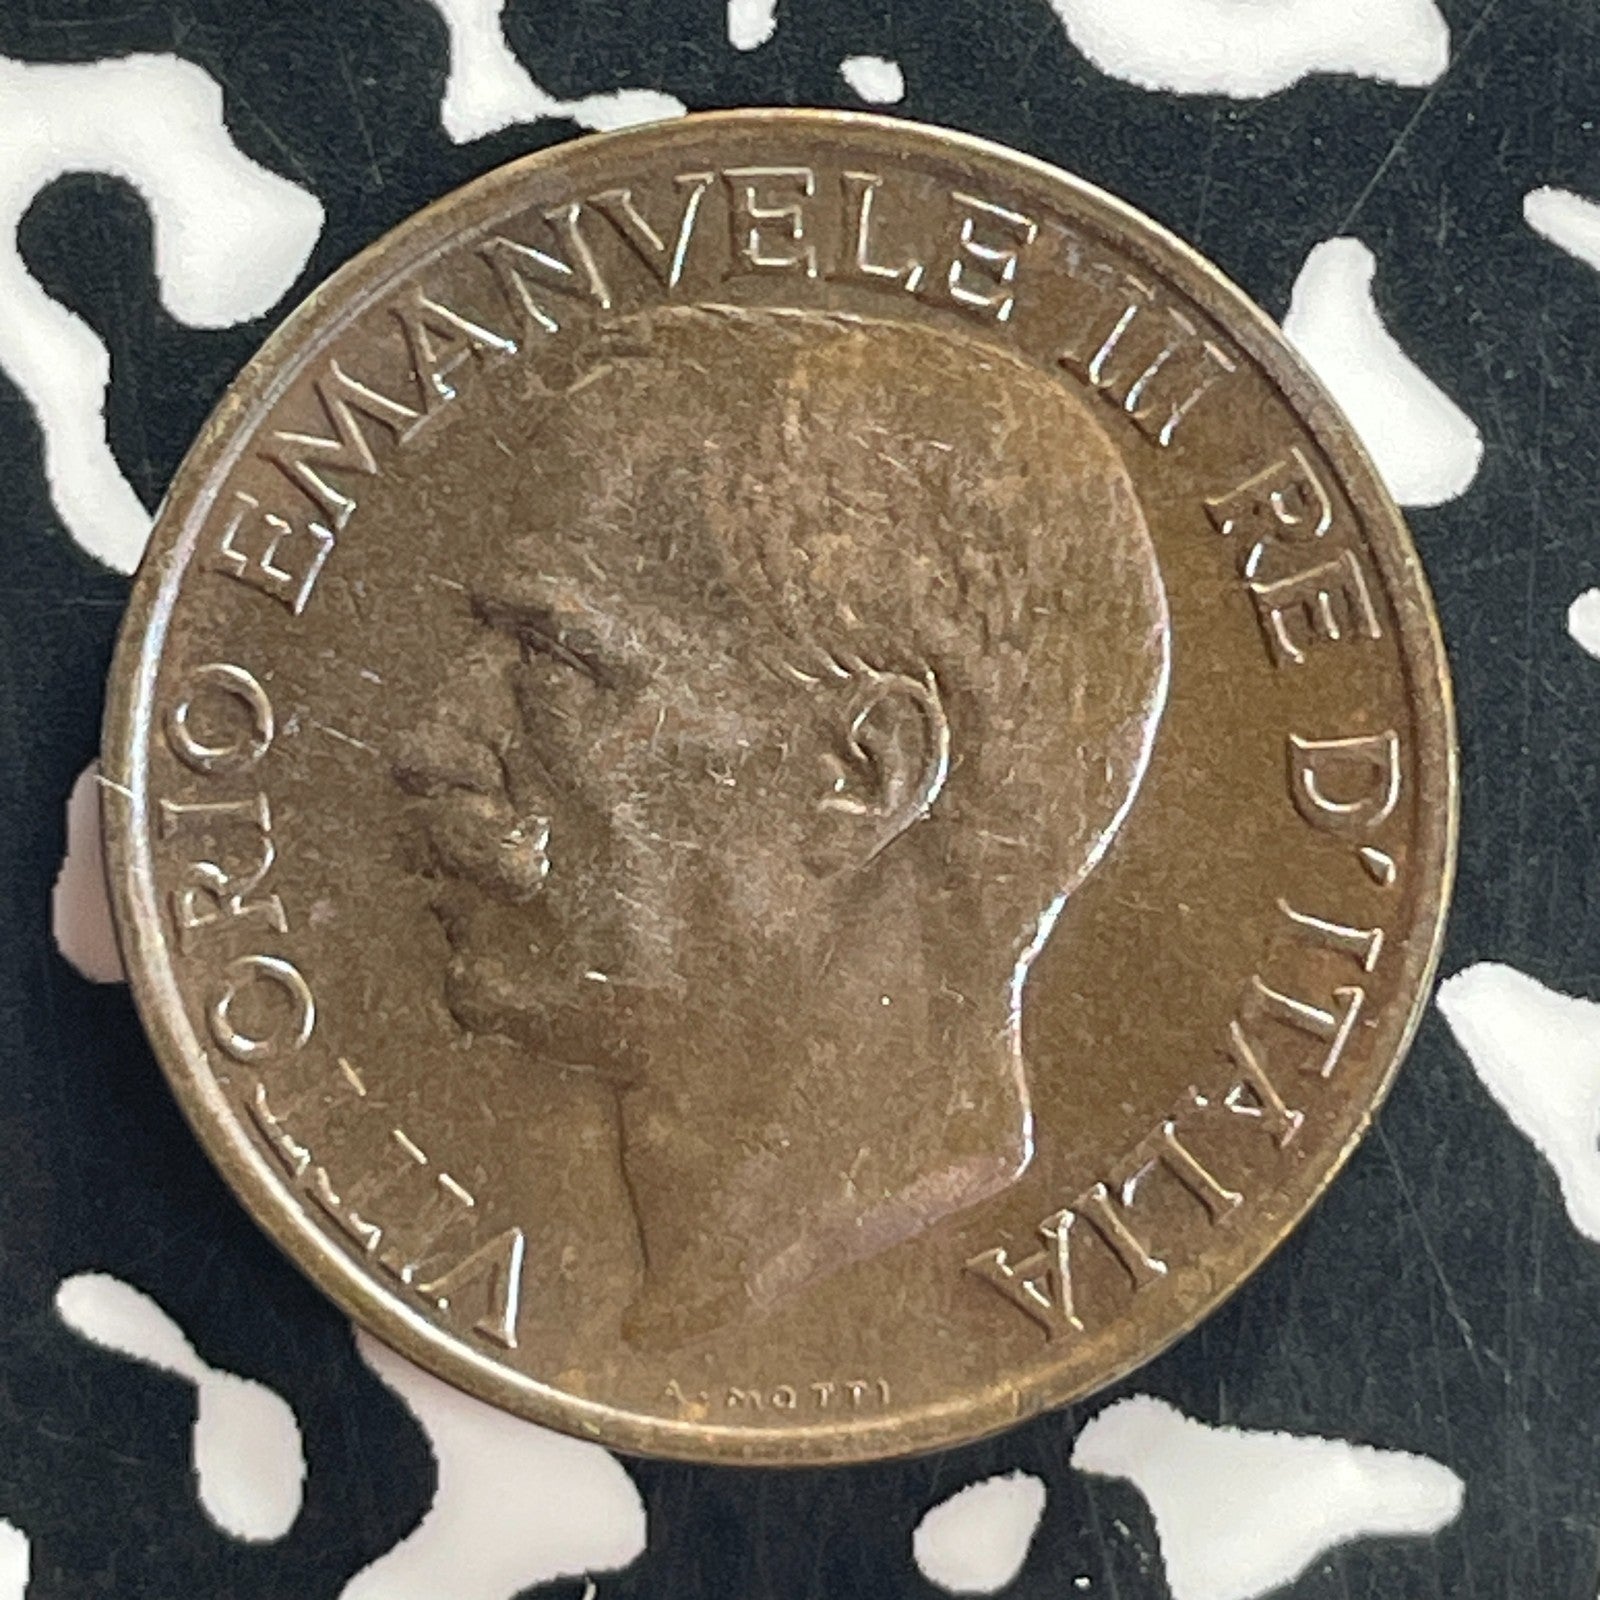 VITTORIO EMANVELE III RE D'ITALIA
A. MOTTI